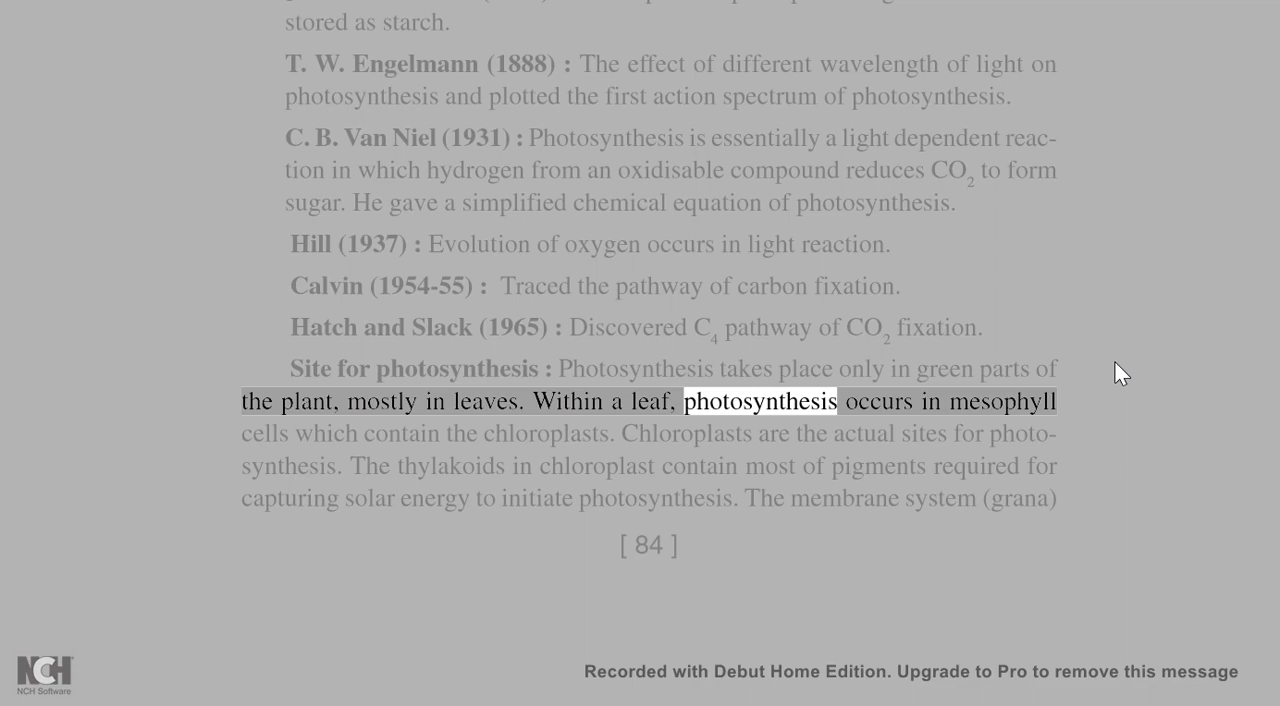 stored as starch.
T. W. Engelmann (1888) : The effect of different wavelength of light on
photosynthesis and plotted the first action spectrum of photosynthesis.
C. B. Van Niel (1931) : Photosynthesis is essentially a light dependent reac-
tion in which hydrogen from an oxidisable compound reduces CO2 to form
sugar. He gave a simplified chemical equation of photosynthesis.
Hill (1937) : Evolution of oxygen occurs in light reaction.
Calvin (1954-55) : Traced the pathway of carbon fixation.
Hatch and Slack (1965) : Discovered C4 pathway of CO2 fixation.
Site for photosynthesis : Photosynthesis takes place only in green parts of
the plant, mostly in leaves. Within a leaf, photosynthesis occurs in mesophyll
cells which contain the chloroplasts. Chloroplasts are the actual sites for photo-
synthesis. The thylakoids in chloroplast contain most of pigments required for
capturing solar energy to initiate photosynthesis. The membrane system (grana)
[ 84 ]
NCH
NCH Software
Recorded with Debut Home Edition. Upgrade to Pro to remove this message